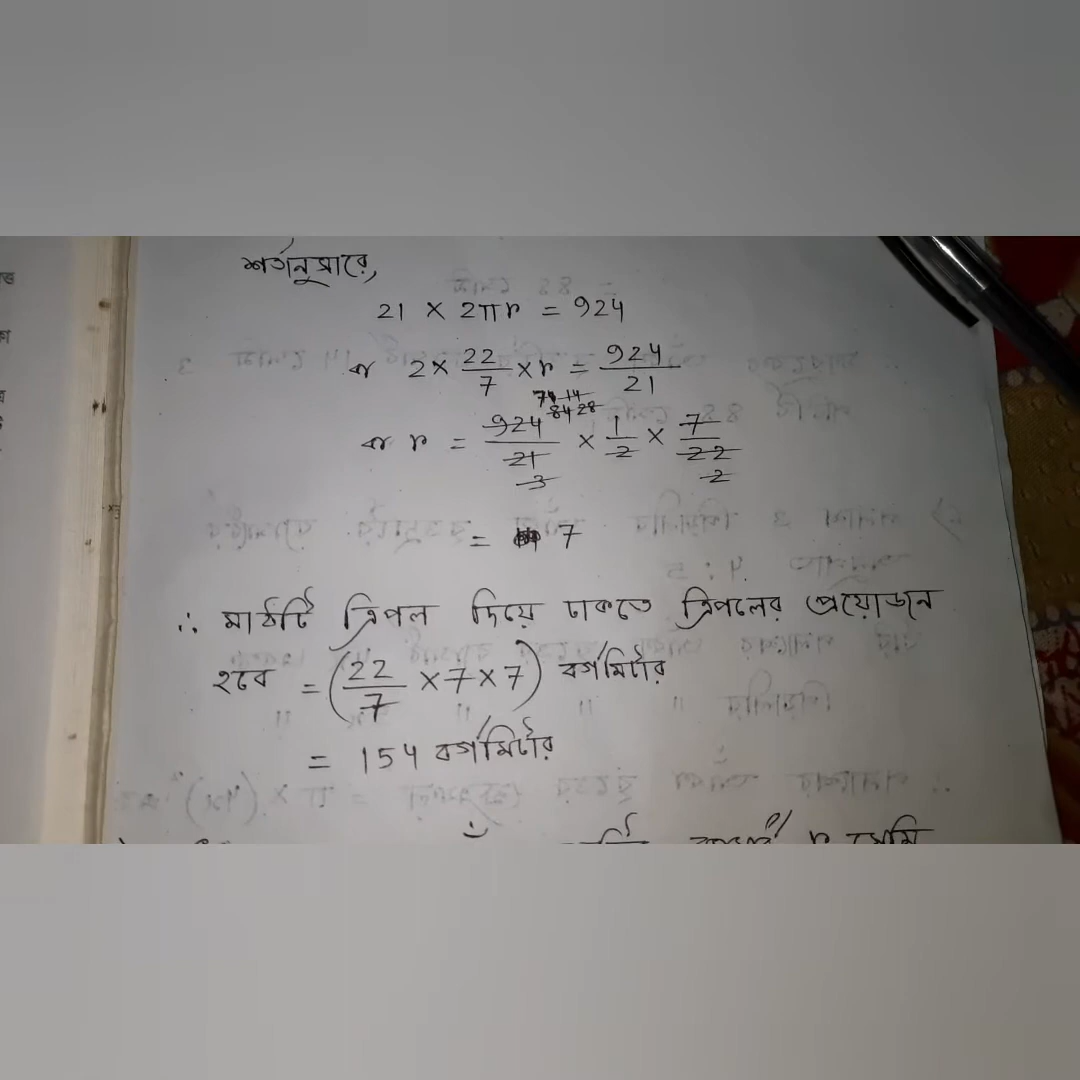 শর্তানুসারে,
21 × 2πr = 924
বা 2 × 22/7 × r = 924/21
বা r = 924/21 × 1/2 × 7/22
= 7
∴ মাঠটি ত্রিপল দিয়ে ঢাকতে ত্রিপলের প্রয়োজন
হবে = (22/7 × 7 × 7) বর্গমিটার
= 154 বর্গমিটার